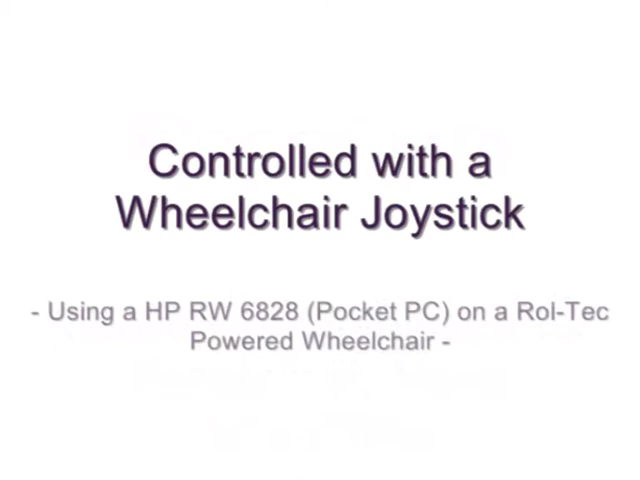 Controlled with a
Wheelchair Joystick
- Using a HP RW 6828 (Pocket PC) on a Rol-Tec
Powered Wheelchair -